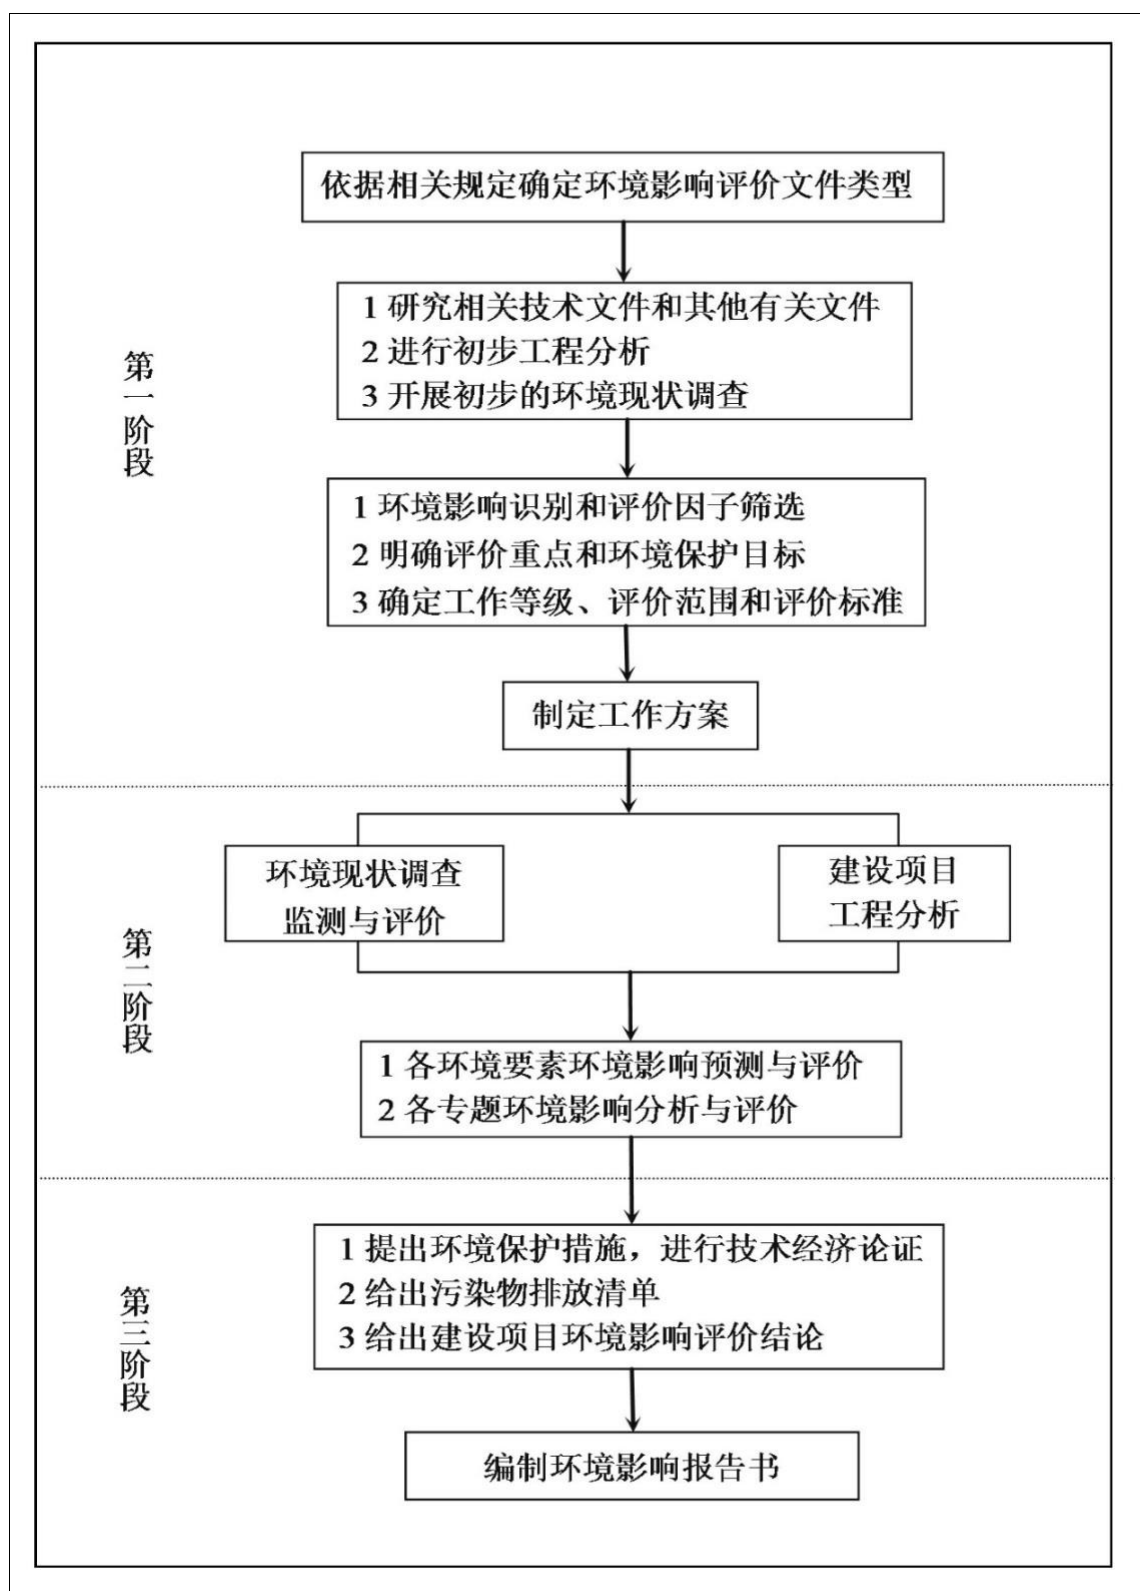 依据相关规定确定环境影响评价文件类型
1 研究相关技术文件和其他有关文件
2 进行初步工程分析
3 开展初步的环境现状调查
第一阶段
1 环境影响识别和评价因子筛选
2 明确评价重点和环境保护目标
3 确定工作等级、评价范围和评价标准
制定工作方案
环境现状调查
监测与评价
建设项目
工程分析
第二阶段
1 各环境要素环境影响预测与评价
2 各专题环境影响分析与评价
1 提出环境保护措施，进行技术经济论证
2 给出污染物排放清单
3 给出建设项目环境影响评价结论
第三阶段
编制环境影响报告书